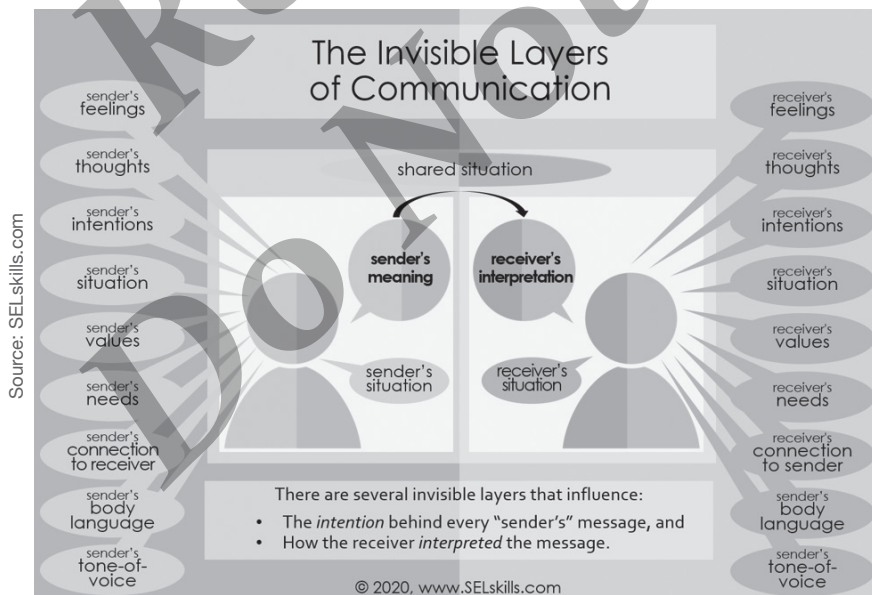 The Invisible Layers
of Communication
sender's
feelings
sender's
thoughts
sender's
intentions
sender's
situation
sender's
values
sender's
needs
sender's
connection
to receiver
sender's
body
language
sender's
tone-of-
voice
shared situation
sender's
meaning
receiver's
interpretation
sender's
situation
receiver's
situation
receiver's
feelings
receiver's
thoughts
receiver's
intentions
receiver's
situation
receiver's
values
receiver's
needs
receiver's
connection
to sender
sender's
body
language
sender's
tone-of-
voice
There are several invisible layers that influence:
• The intention behind every “sender’s” message, and
• How the receiver interpreted the message.
© 2020, www.SELskills.com
Source: SELskills.com
Do Not